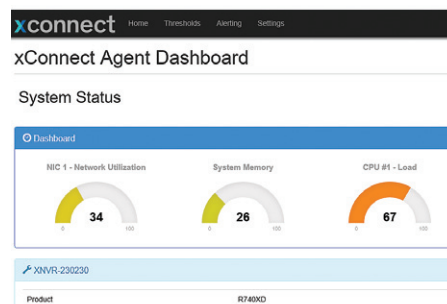 xconnect Home Thresholds Alerting Settings
xConnect Agent Dashboard
System Status
Dashboard
NIC 1 - Network Utilization System Memory CPU #1 - Load
34 26 67
0 100 0 100 0 100
XNVR-230230
Product R740XD